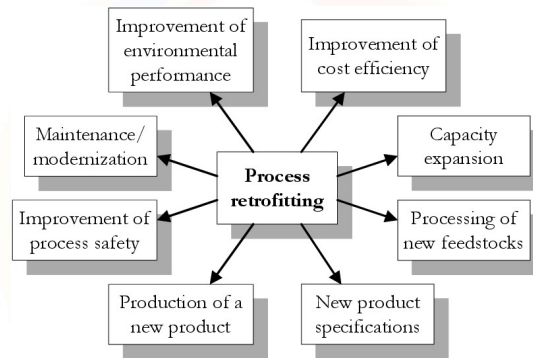 Improvement of
environmental
performance
Improvement of
cost efficiency
Maintenance/
modernization
Capacity
expansion
Process
retrofitting
Improvement of
process safety
Processing of
new feedstocks
Production of a
new product
New product
specifications